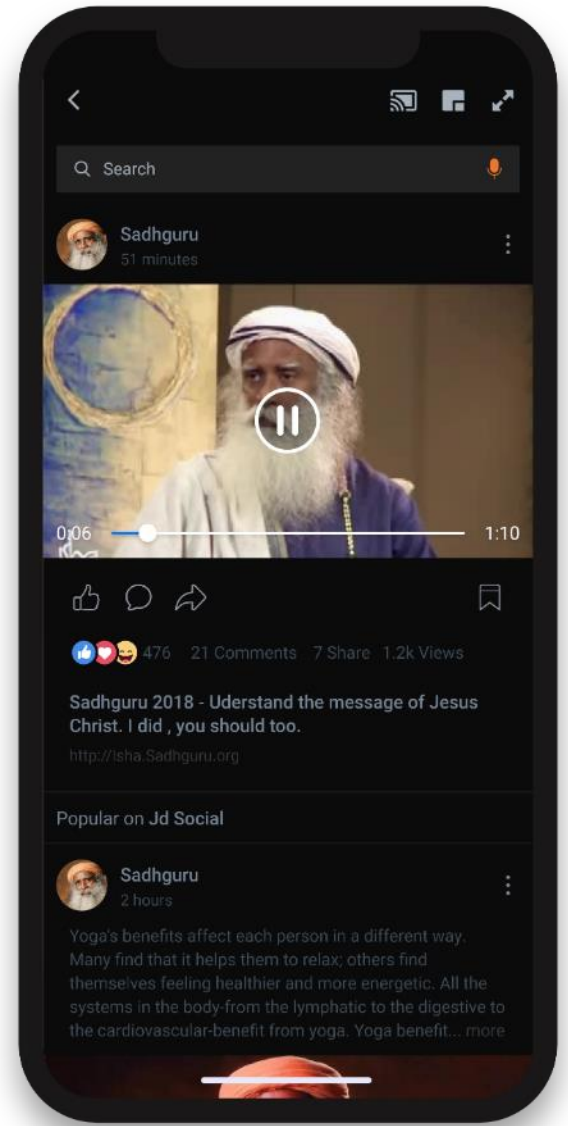 Search
Sadhguru
51 minutes
0:06
1:10
476 21 Comments 7 Share 1.2k Views
Sadhguru 2018 - Uderstand the message of Jesus
Christ. I did , you should too.
http://isha.Sadhguru.org
Popular on Jd Social
Sadhguru
2 hours
Yoga's benefits affect each person in a different way.
Many find that it helps them to relax; others find
themselves feeling healthier and more energetic. All the
systems in the body-from the lymphatic to the digestive to
the cardiovascular-benefit from yoga. Yoga benefit... more